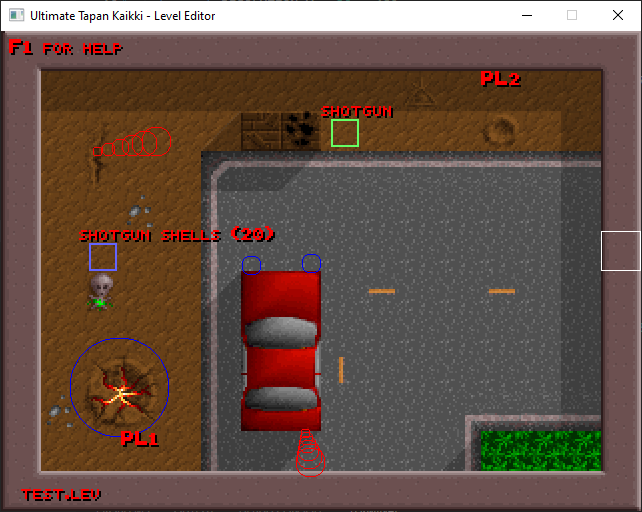 Ultimate Tapan Kaikki - Level Editor
F1 FOR HELP
PL2
SHOTGUN
SHOTGUN SHELLS (20)
PL1
TEST.LEV